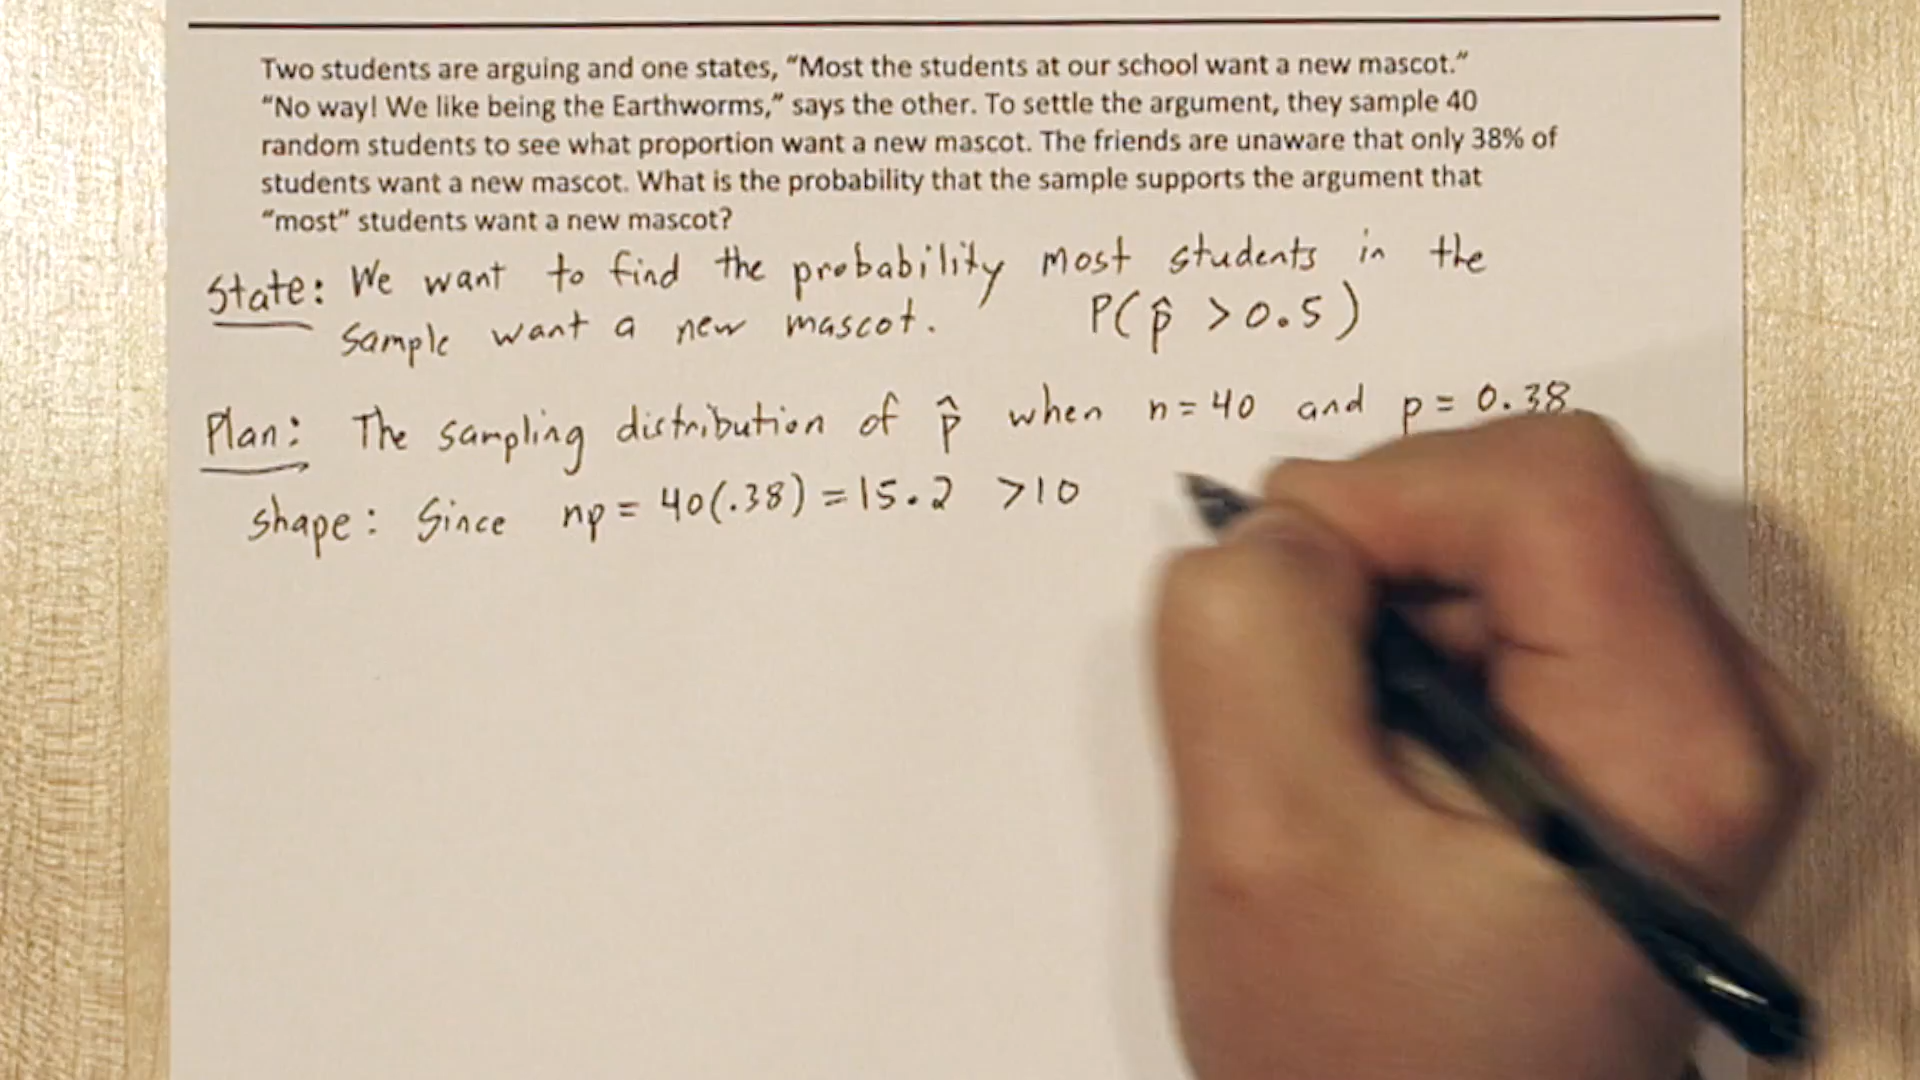 Two students are arguing and one states, “Most the students at our school want a new mascot.”
“No way! We like being the Earthworms,” says the other. To settle the argument, they sample 40
random students to see what proportion want a new mascot. The friends are unaware that only 38% of
students want a new mascot. What is the probability that the sample supports the argument that
“most” students want a new mascot?
State: We want to find the probability most students in the
sample want a new mascot. P(p̂ > 0.5)
Plan: The sampling distribution of p̂ when n = 40 and p = 0.38
shape: Since np = 40(.38) = 15.2 >10